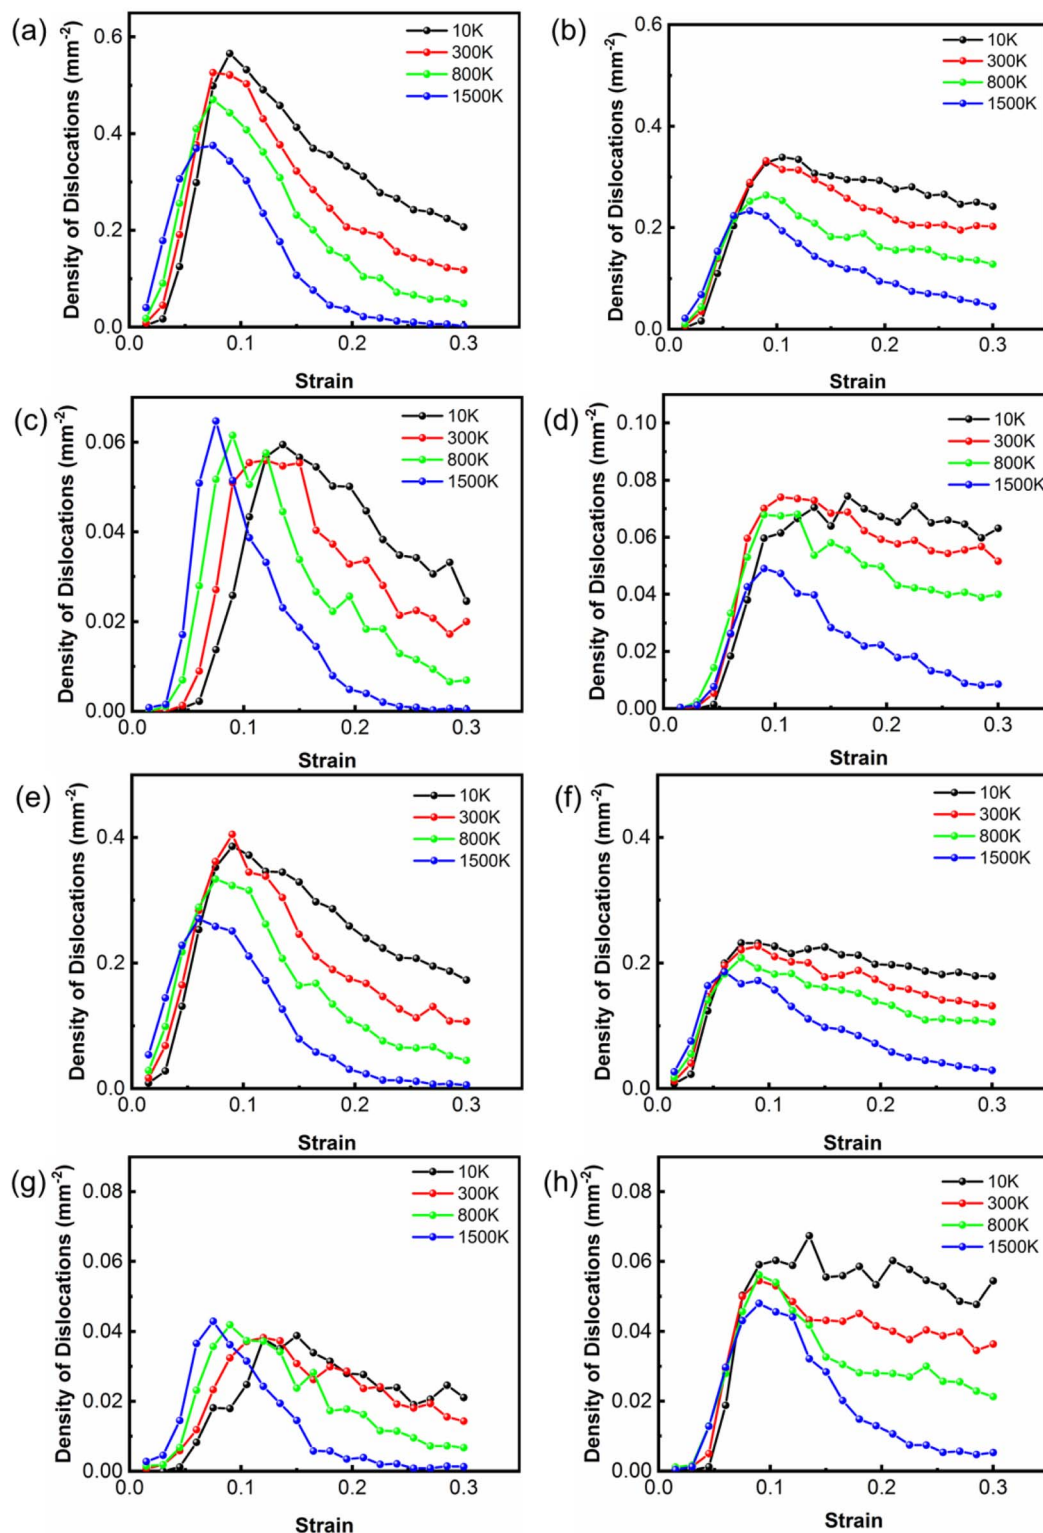 (a)
Density of Dislocations (mm⁻²)
0.6
0.4
0.2
0.0
10K
300K
800K
1500K
0.0 0.1 0.2 0.3
Strain
(b)
Density of Dislocations (mm⁻²)
0.6
0.4
0.2
0.0
10K
300K
800K
1500K
0.0 0.1 0.2 0.3
Strain
(c)
Density of Dislocations (mm⁻²)
0.06
0.04
0.02
0.00
10K
300K
800K
1500K
0.0 0.1 0.2 0.3
Strain
(d)
Density of Dislocations (mm⁻²)
0.10
0.08
0.06
0.04
0.02
0.00
10K
300K
800K
1500K
0.0 0.1 0.2 0.3
Strain
(e)
Density of Dislocations (mm⁻²)
0.4
0.2
0.0
10K
300K
800K
1500K
0.0 0.1 0.2 0.3
Strain
(f)
Density of Dislocations (mm⁻²)
0.4
0.2
0.0
10K
300K
800K
1500K
0.0 0.1 0.2 0.3
Strain
(g)
Density of Dislocations (mm⁻²)
0.08
0.06
0.04
0.02
0.00
10K
300K
800K
1500K
0.0 0.1 0.2 0.3
Strain
(h)
Density of Dislocations (mm⁻²)
0.08
0.06
0.04
0.02
0.00
10K
300K
800K
1500K
0.0 0.1 0.2 0.3
Strain